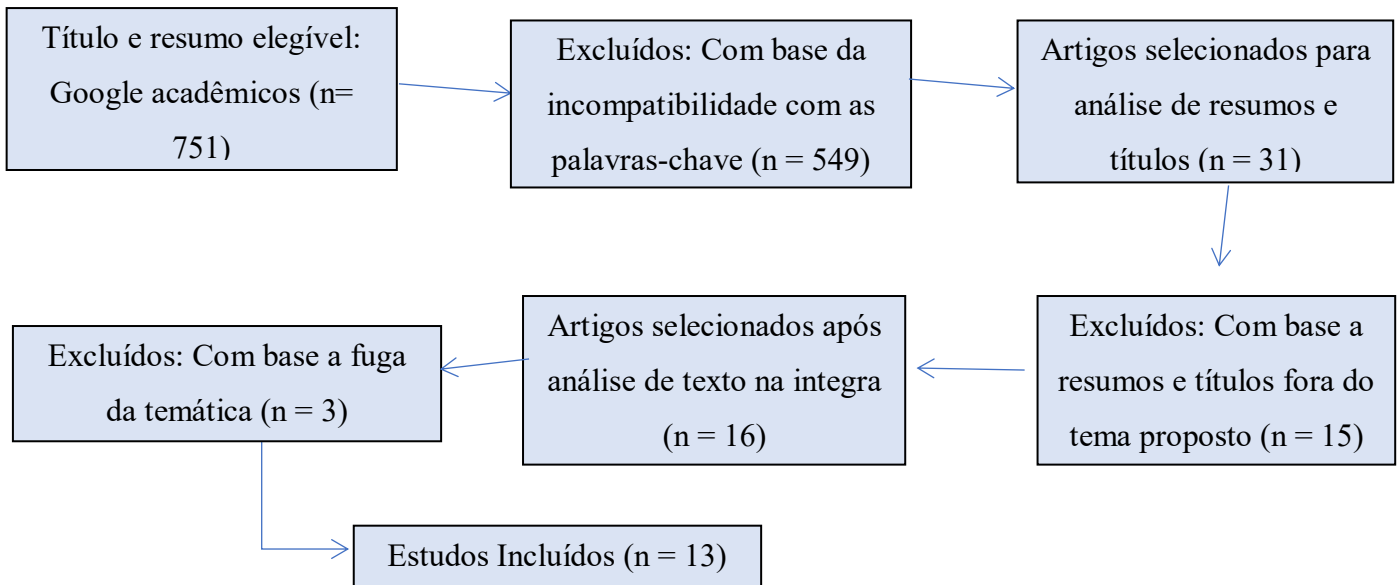 Título e resumo elegível:
Google acadêmicos (n=
751)
Excluídos: Com base da
incompatibilidade com as
palavras-chave (n = 549)
Artigos selecionados para
análise de resumos e
títulos (n = 31)
Excluídos: Com base a
resumos e títulos fora do
tema proposto (n = 15)
Artigos selecionados após
análise de texto na integra
(n = 16)
Excluídos: Com base a fuga
da temática (n = 3)
Estudos Incluídos (n = 13)